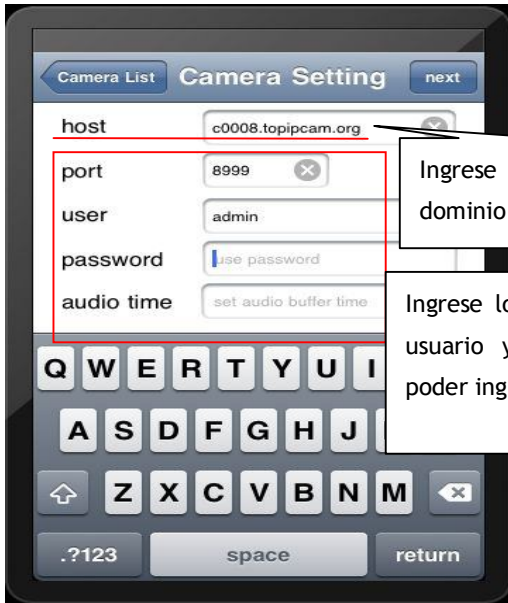 Camera List Camera Setting next
host c0008.topipcam.org
port 8999
user admin
password use password
audio time set audio buffer time
Ingrese
dominio
Ingrese
usuario y
poder
Q W E R T Y U I
A S D F G H J
Z X C V B N M
.?123 space return